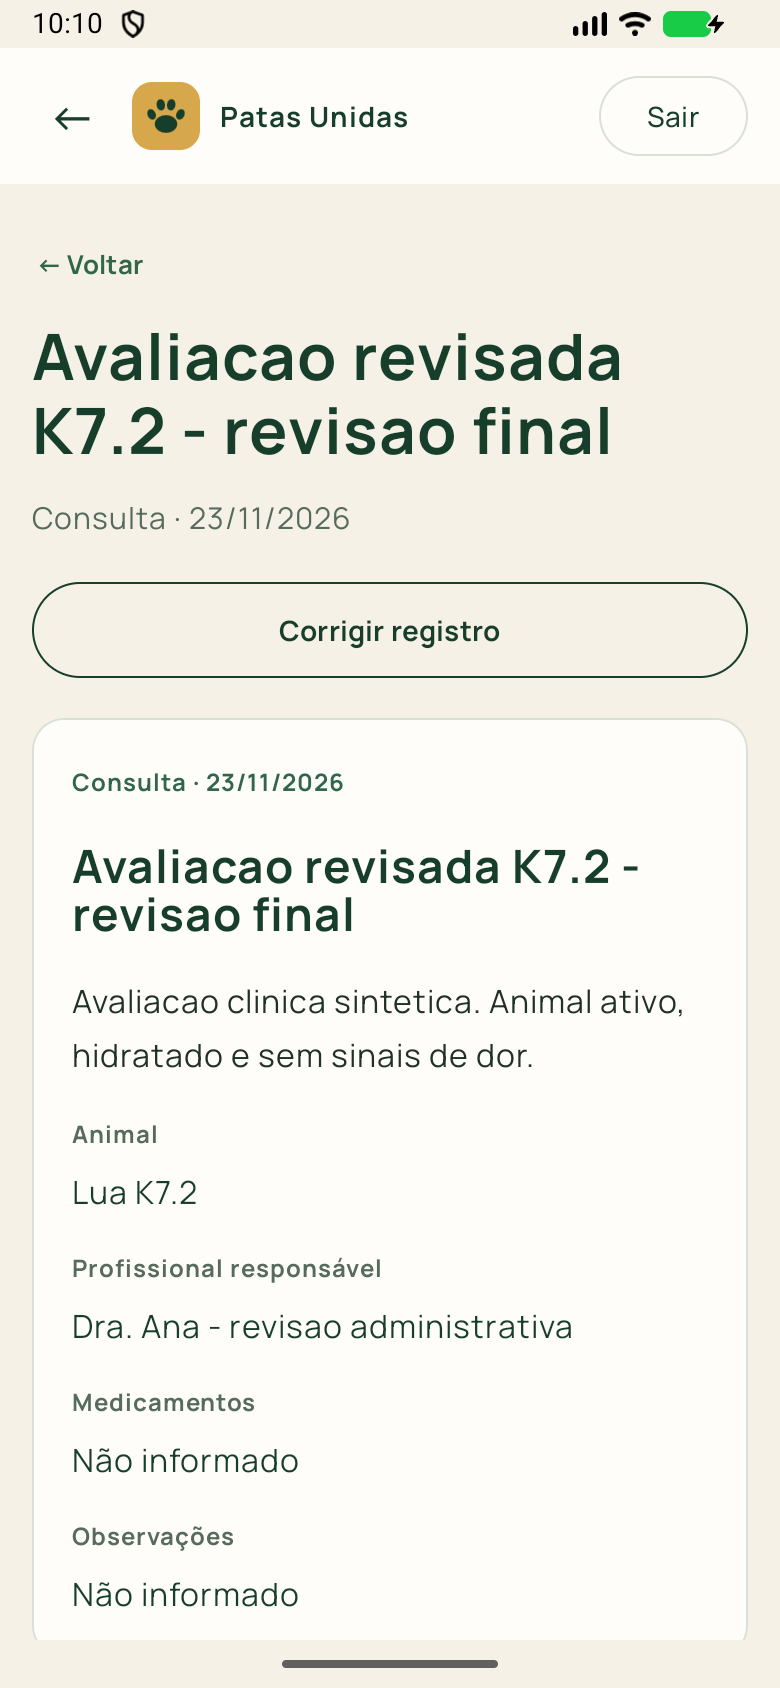 10:10
← Patas Unidas Sair
← Voltar
Avaliacao revisada
K7.2 - revisao final
Consulta · 23/11/2026
Corrigir registro
Consulta · 23/11/2026
Avaliacao revisada K7.2 -
revisao final
Avaliacao clinica sintetica. Animal ativo,
hidratado e sem sinais de dor.
Animal
Lua K7.2
Profissional responsável
Dra. Ana - revisao administrativa
Medicamentos
Não informado
Observações
Não informado